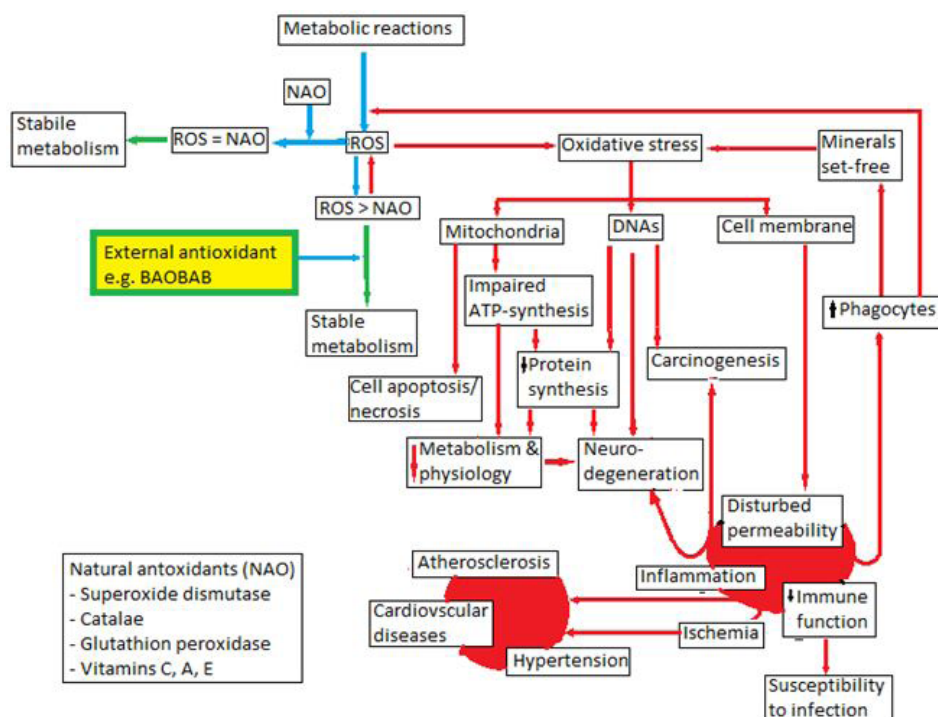 Metabolic reactions
NAO
Stabile
metabolism
ROS = NAO
ROS
Oxidative stress
Minerals
set-free
ROS > NAO
Mitochondria
DNAs
Cell membrane
External antioxidant
e.g. BAOBAB
Impaired
ATP-synthesis
Phagocytes
Stable
metabolism
Protein
synthesis
Carcinogenesis
Cell apoptosis/
necrosis
Metabolism &
physiology
Neuro-
degeneration
Disturbed
permeability
Natural antoxidants (NAO)
- Superoxide dismutase
- Catalae
- Glutathion peroxidase
- Vitamins C, A, E
Atherosclerosis
Inflammation
Immune
function
Cardiovscular
diseases
Ischemia
Hypertension
Susceptibility
to infection